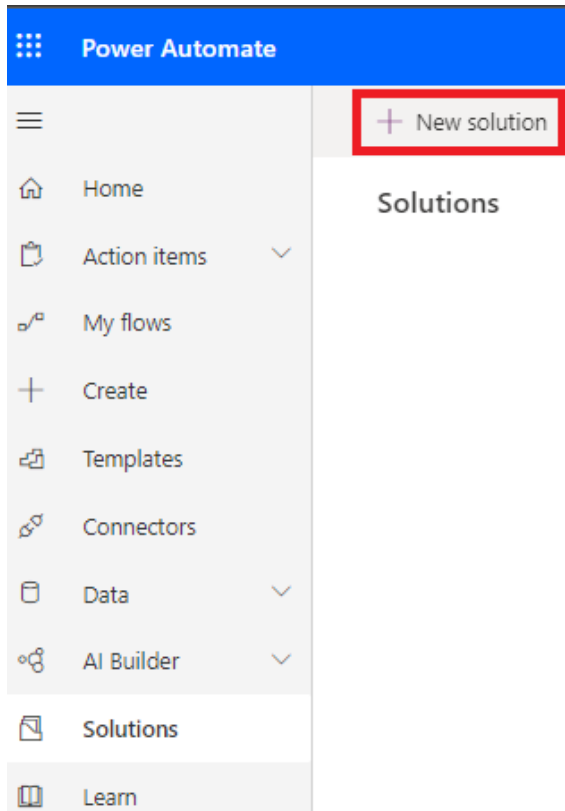 Power Automate
+ New solution
Home
Solutions
Action items
My flows
+ Create
Templates
Connectors
Data
AI Builder
Solutions
Learn